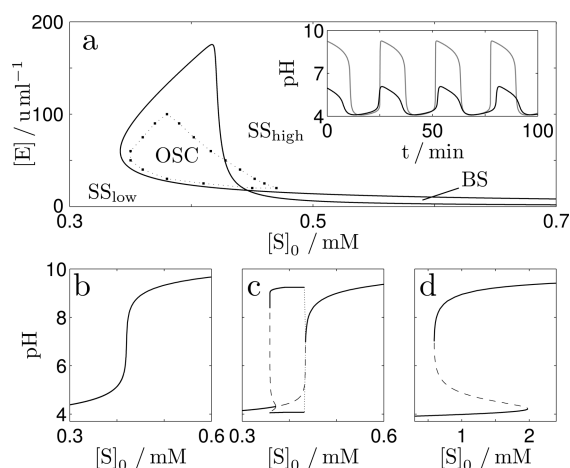 a
[E] / u ml⁻¹
200
100
0
0.3
0.5
0.7
[S]₀ / mM
OSC
SS_high
SS_low
BS
pH
10
7
4
0
50
100
t / min
b
pH
10
8
6
4
0.3
0.6
[S]₀ / mM
c
0.3
0.6
[S]₀ / mM
d
1
2
[S]₀ / mM